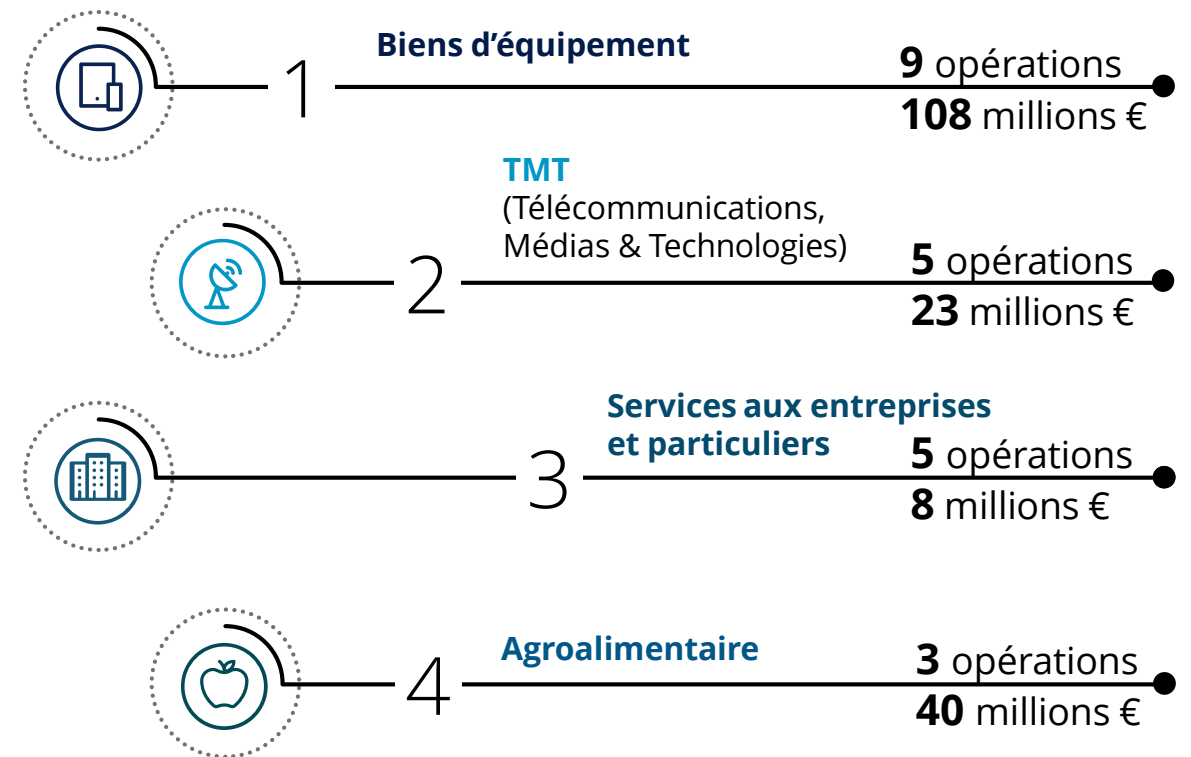 1
Biens d’équipement
9 opérations
108 millions €
2
TMT
(Télécommunications,
Médias & Technologies)
5 opérations
23 millions €
3
Services aux entreprises
et particuliers
5 opérations
8 millions €
4
Agroalimentaire
3 opérations
40 millions €